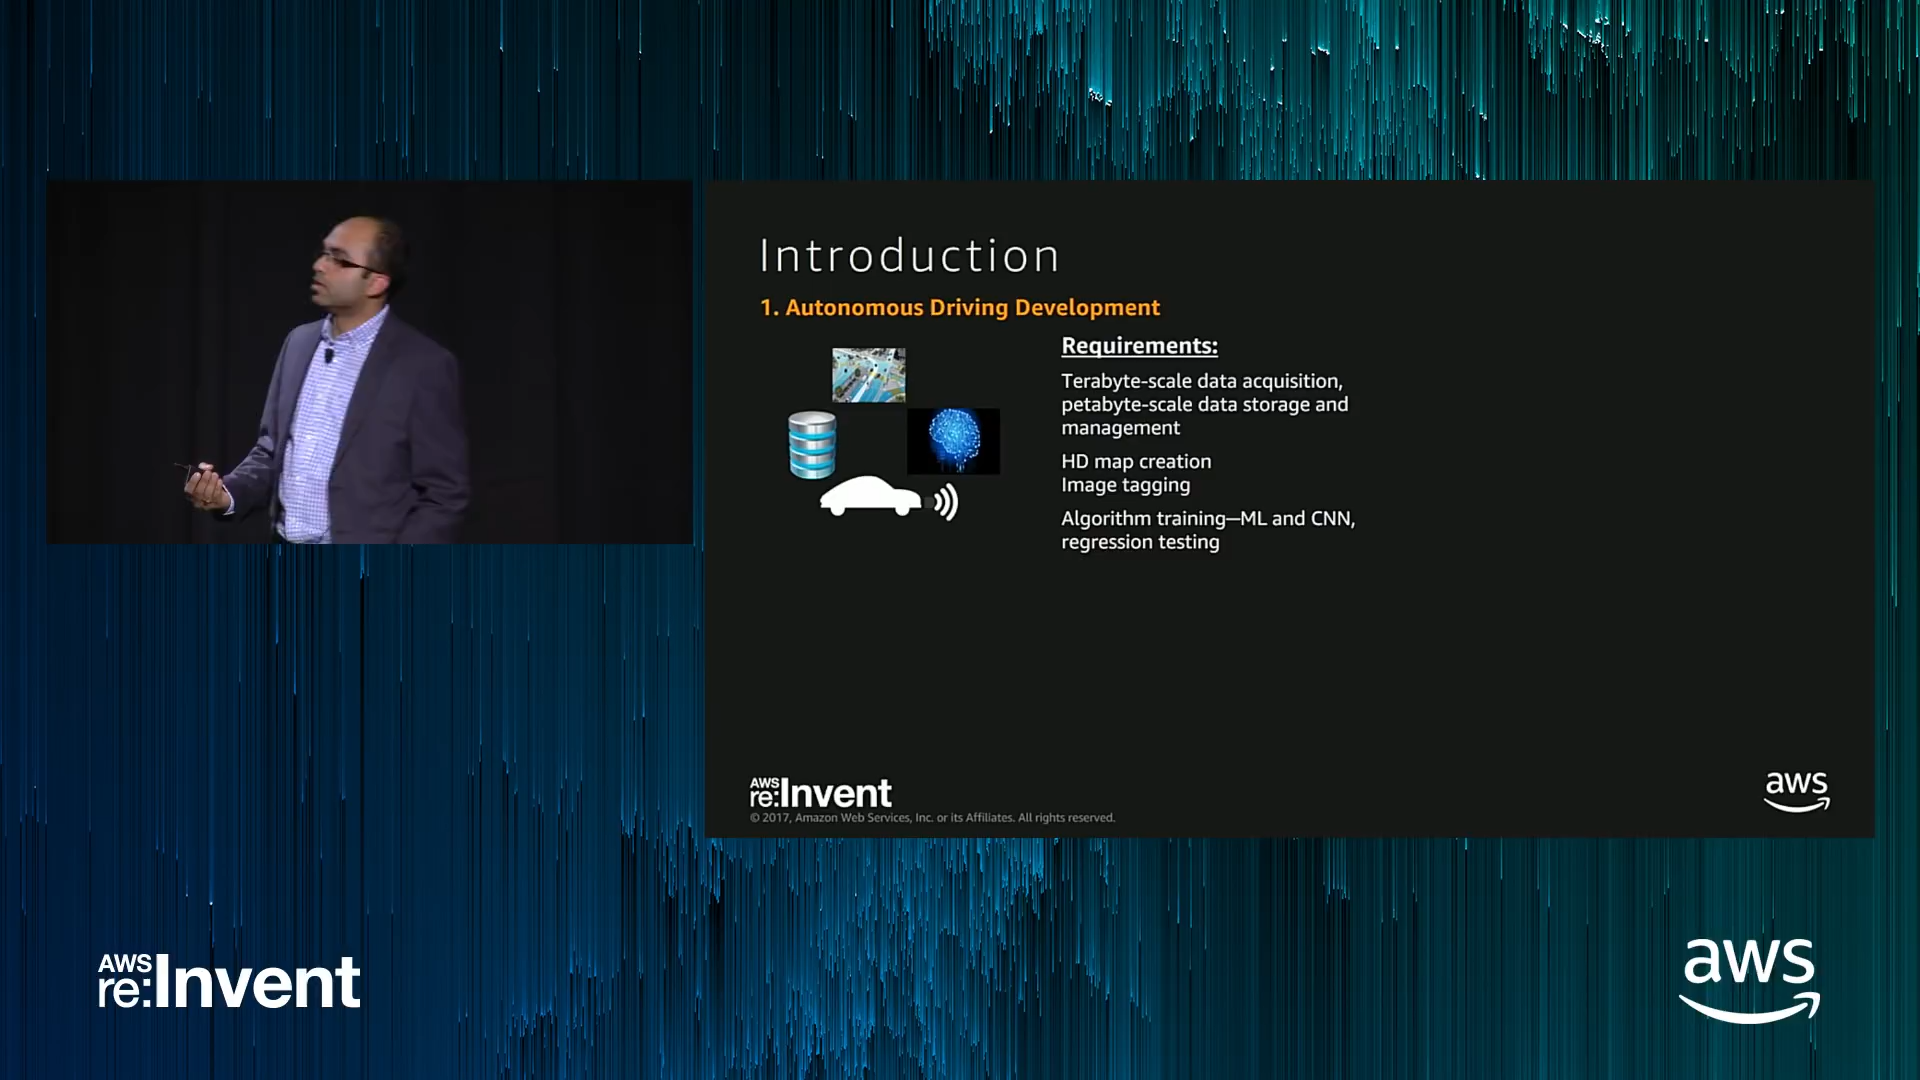 Introduction
1. Autonomous Driving Development
Requirements:
Terabyte-scale data acquisition,
petabyte-scale data storage and
management
HD map creation
Image tagging
Algorithm training—ML and CNN,
regression testing
AWS
re:Invent
© 2017, Amazon Web Services, Inc. or its Affiliates. All rights reserved.
aws
AWS
re:Invent
aws